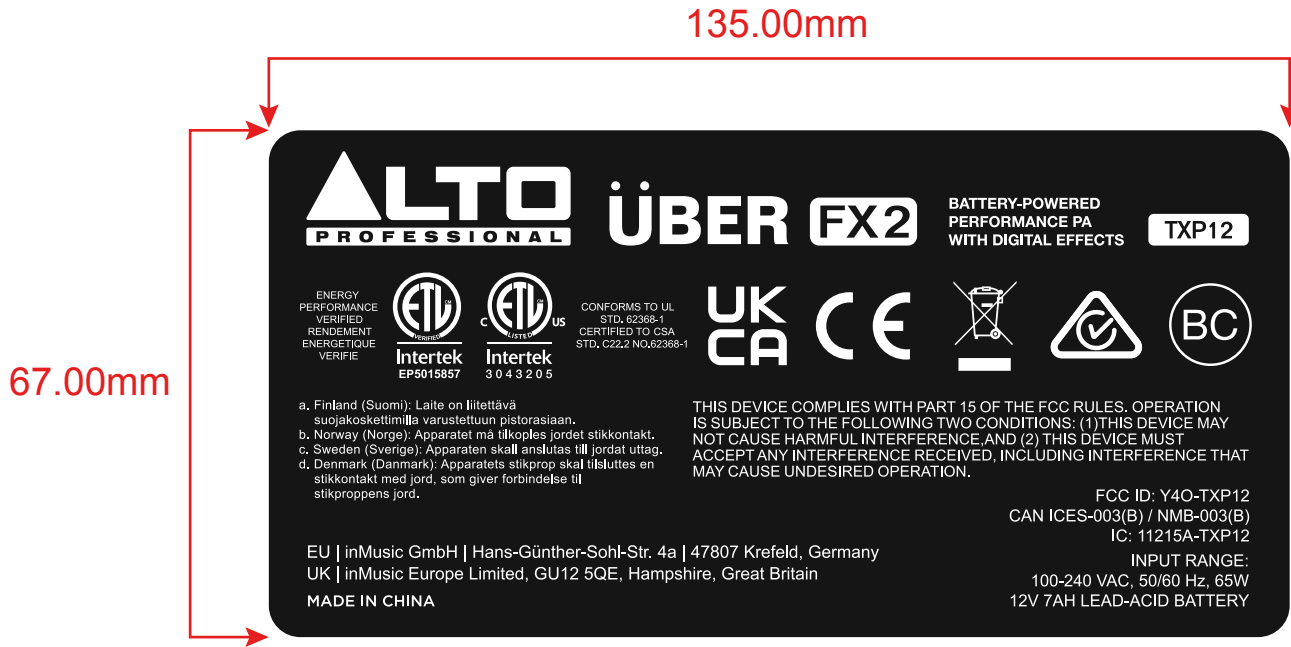 135.00mm
67.00mm
ALTO
PROFESSIONAL
ÜBER FX2
BATTERY-POWERED
PERFORMANCE PA
WITH DIGITAL EFFECTS
TXP12
ENERGY
PERFORMANCE
VERIFIED
RENDEMENT
ENERGETIQUE
VERIFIE
ETL CM
VERIFIED
Intertek
EP5015857
ETL CM
LISTED
C US
Intertek
3043205
CONFORMS TO UL
STD. 62368-1
CERTIFIED TO CSA
STD. C22.2 NO.62368-1
UK
CA
CE
BC
a. Finland (Suomi): Laite on liitettävä
suojakoskettimilla varustettuun pistorasiaan.
b. Norway (Norge): Apparatet må tilkoples jordet stikkontakt.
c. Sweden (Sverige): Apparaten skall anslutas till jordat uttag.
d. Denmark (Danmark): Apparatets stikprop skal tilsluttes en
stikkontakt med jord, som giver forbindelse til
stikproppens jord.
THIS DEVICE COMPLIES WITH PART 15 OF THE FCC RULES. OPERATION
IS SUBJECT TO THE FOLLOWING TWO CONDITIONS: (1)THIS DEVICE MAY
NOT CAUSE HARMFUL INTERFERENCE,AND (2) THIS DEVICE MUST
ACCEPT ANY INTERFERENCE RECEIVED, INCLUDING INTERFERENCE THAT
MAY CAUSE UNDESIRED OPERATION.
FCC ID: Y4O-TXP12
CAN ICES-003(B) / NMB-003(B)
IC: 11215A-TXP12
INPUT RANGE:
100-240 VAC, 50/60 Hz, 65W
12V 7AH LEAD-ACID BATTERY
EU | inMusic GmbH | Hans-Günther-Sohl-Str. 4a | 47807 Krefeld, Germany
UK | inMusic Europe Limited, GU12 5QE, Hampshire, Great Britain
MADE IN CHINA